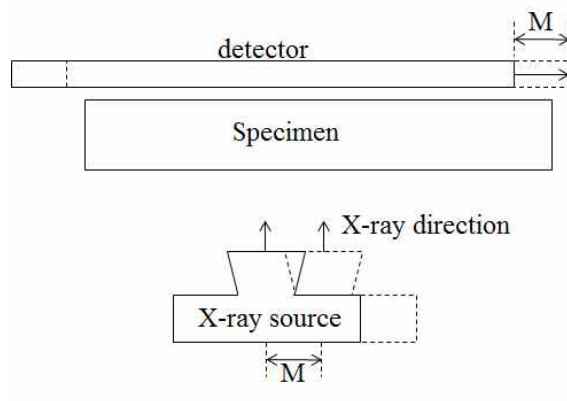 M
detector
Specimen
X-ray direction
X-ray source
M